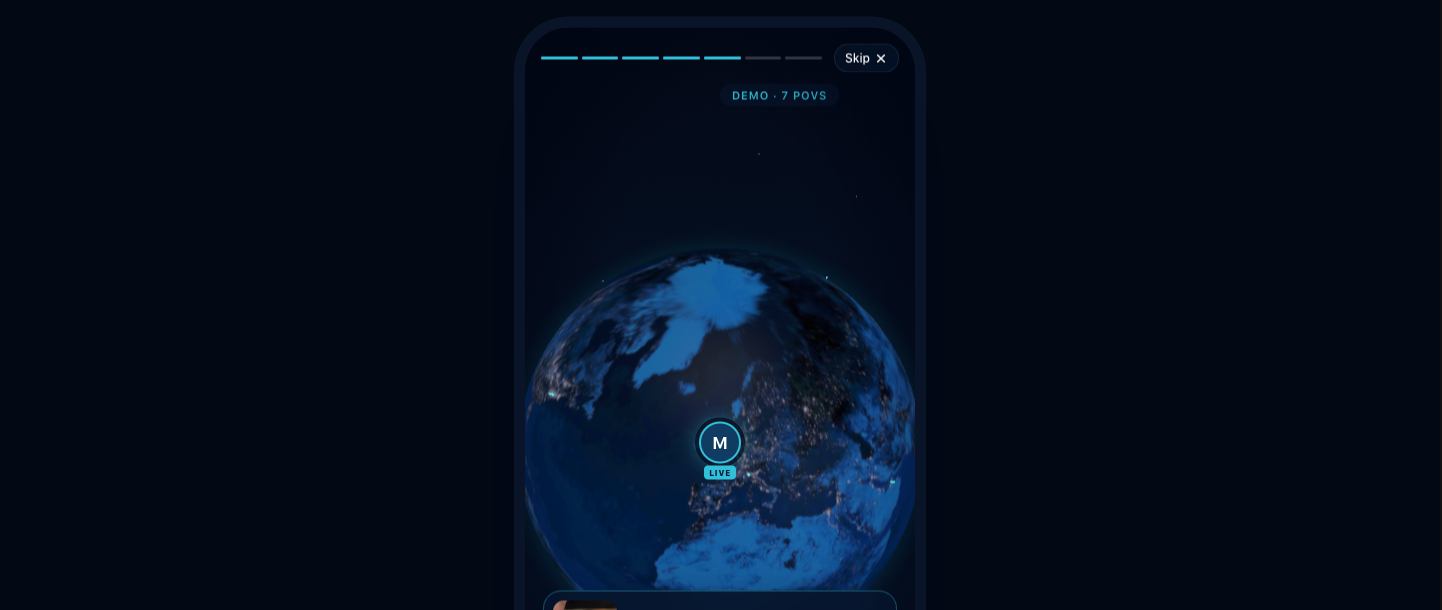 Skip ✕
DEMO · 7 POVS
M
LIVE